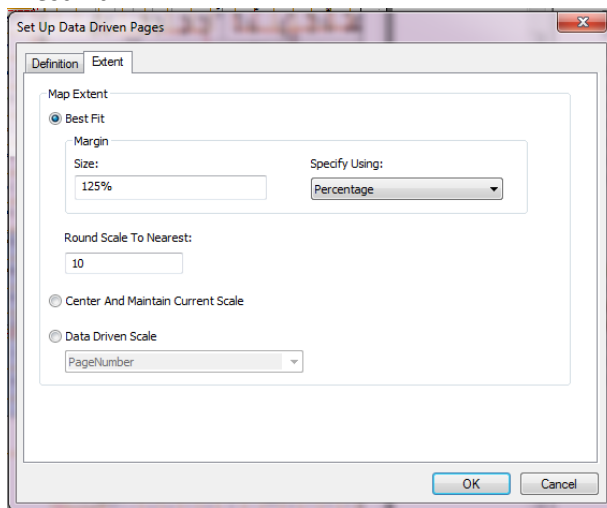 Set Up Data Driven Pages
Definition Extent
Map Extent
Best Fit
Margin
Size: Specify Using:
125% Percentage
Round Scale To Nearest:
10
Center And Maintain Current Scale
Data Driven Scale
PageNumber
OK Cancel